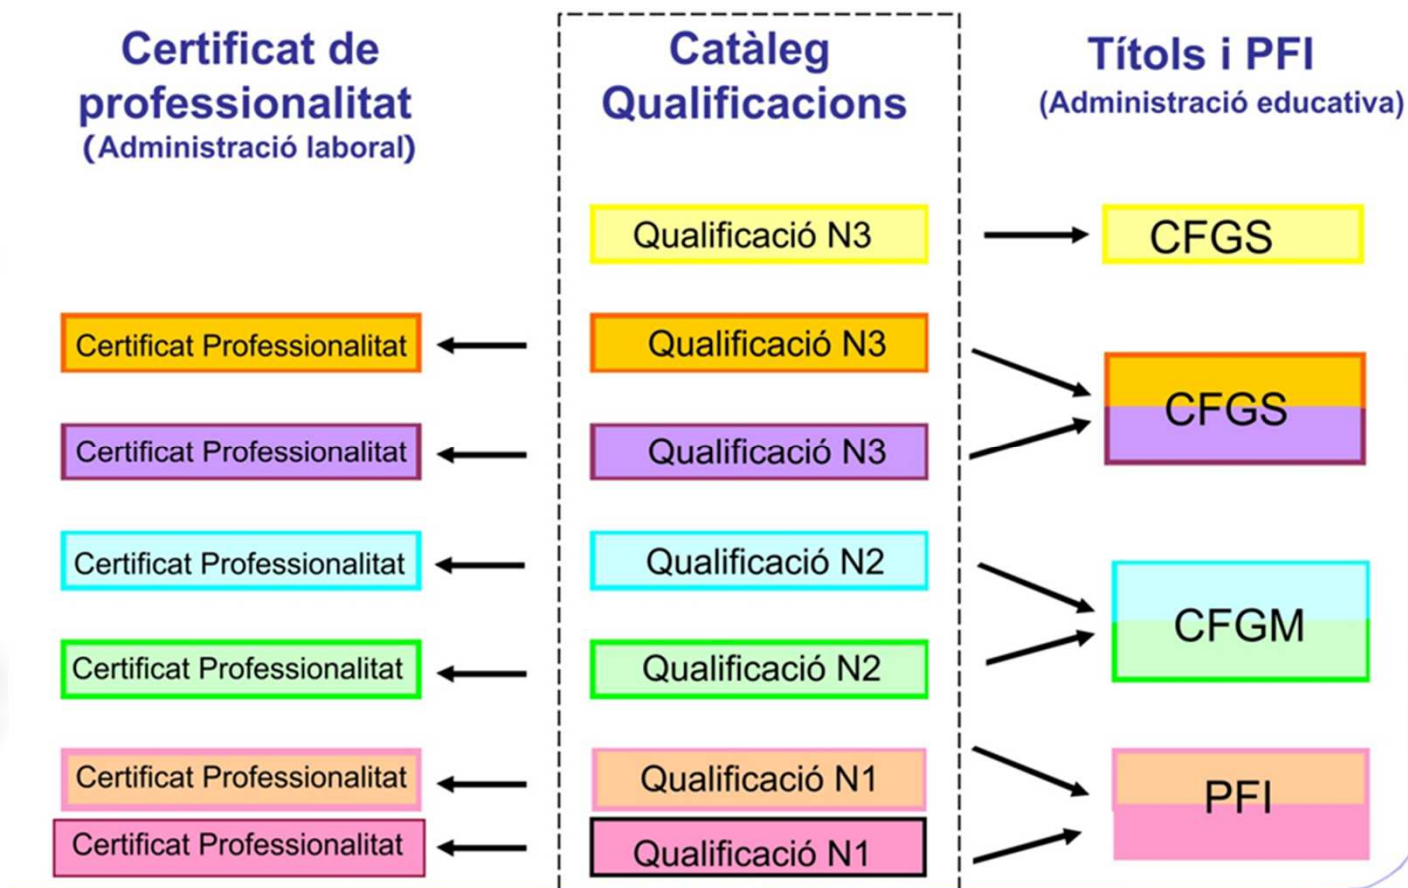 Certificat de
professionalitat
(Administració laboral)
Catàleg
Qualificacions
Títols i PFI
(Administració educativa)
Qualificació N3
CFGS
Certificat Professionalitat
Qualificació N3
CFGS
Certificat Professionalitat
Qualificació N3
Certificat Professionalitat
Qualificació N2
CFGM
Certificat Professionalitat
Qualificació N2
Certificat Professionalitat
Qualificació N1
PFI
Certificat Professionalitat
Qualificació N1